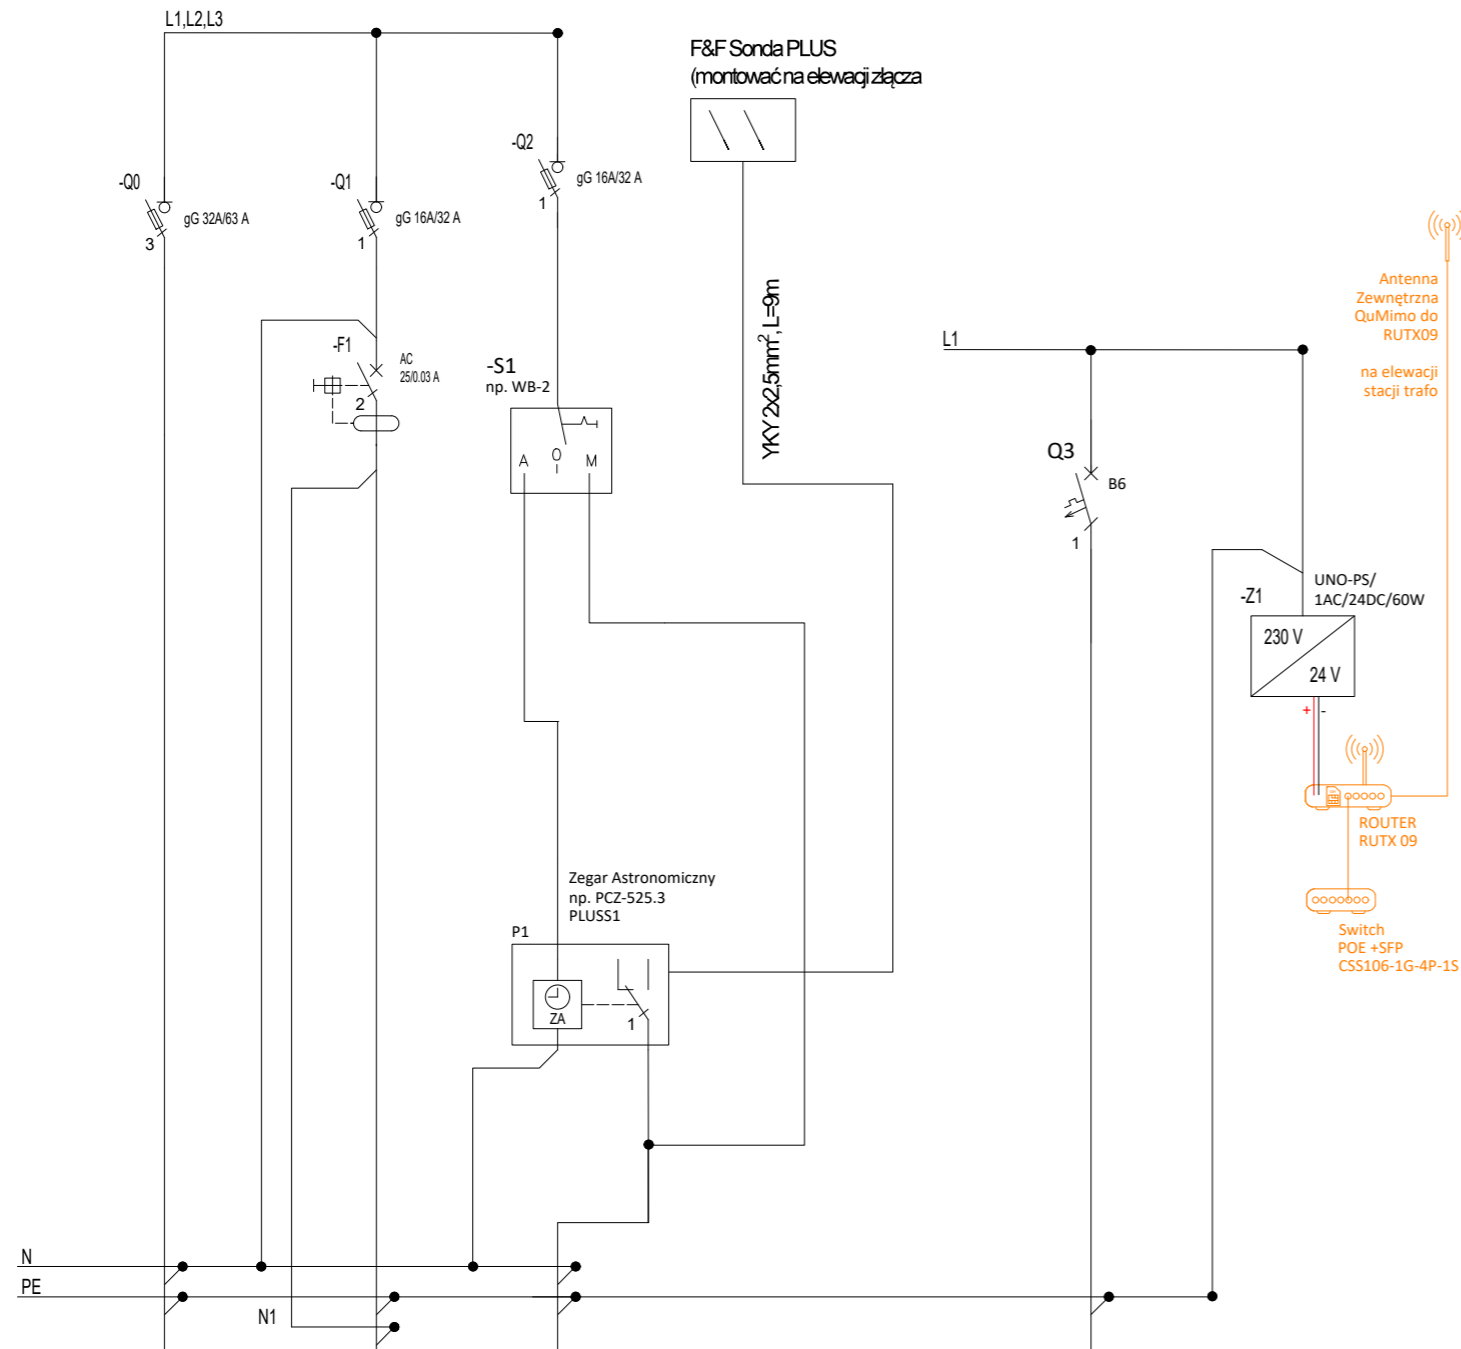 L1,L2,L3
F&F Sonda PLUS
(montować na elewacji złącza
-Q0
gG 32A/63 A
3
-Q1
gG 16A/32 A
1
-Q2
gG 16A/32 A
1
-F1
AC
25/0.03 A
2
-S1
np. WB-2
A
O
I
M
YKY 2x2,5mm², L=9m
L1
Q3
B6
1
Antenna
Zewnętrzna
QuMimo do
RUTX09
na elewacji
stacji trafo
-Z1
UNO-PS/
1AC/24DC/60W
230 V
24 V
+
-
ROUTER
RUTX 09
Switch
POE +SFP
CSS106-1G-4P-1S
Zegar Astronomiczny
np. PCZ-525.3
PLUSS1
P1
ZA
1
N
PE
N1